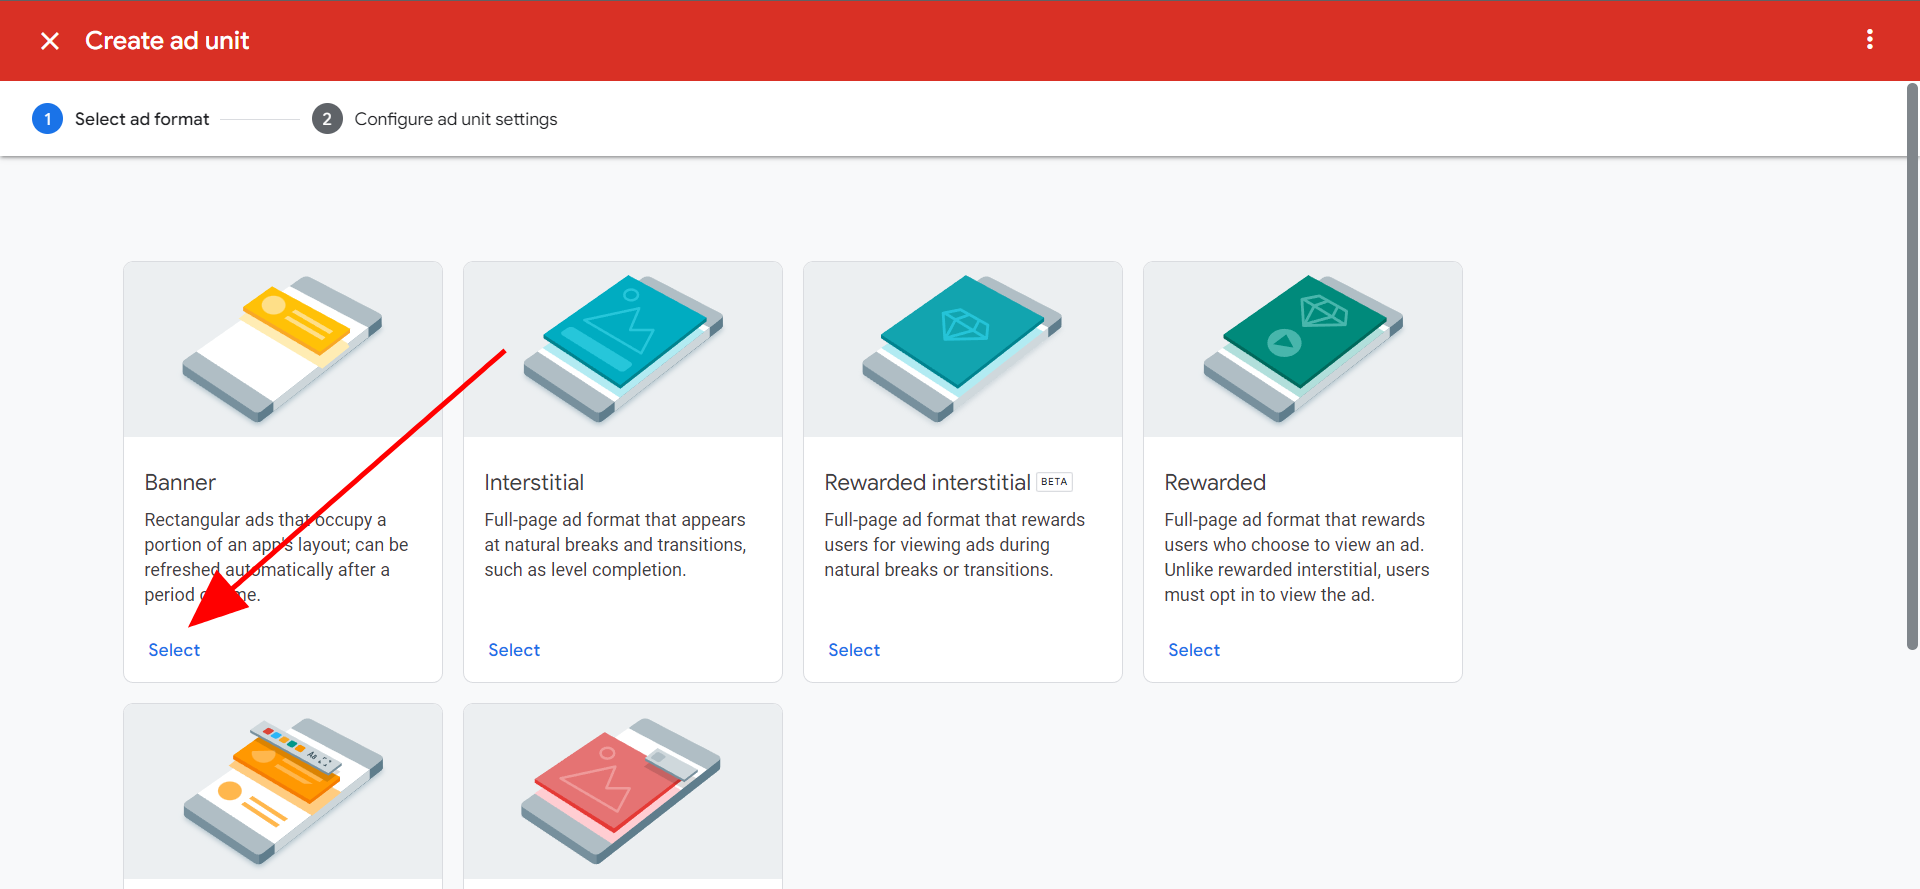 Create ad unit
1 Select ad format 2 Configure ad unit settings
Banner
Rectangular ads that occupy a
portion of an app's layout; can be
refreshed automatically after a
period me.
Select
Interstitial
Full-page ad format that appears
at natural breaks and transitions,
such as level completion.
Select
Rewarded interstitial BETA
Full-page ad format that rewards
users for viewing ads during
natural breaks or transitions.
Select
Rewarded
Full-page ad format that rewards
users who choose to view an ad.
Unlike rewarded interstitial, users
must opt in to view the ad.
Select
Aa